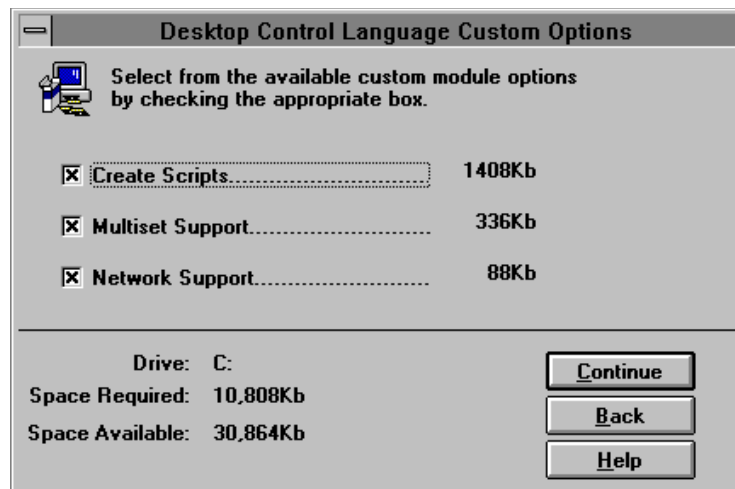 Desktop Control Language Custom Options
Select from the available custom module options
by checking the appropriate box.
Create Scripts........................................ 1408Kb
Multiset Support.................................... 336Kb
Network Support................................... 88Kb
Drive: C:
Space Required: 10,808Kb
Space Available: 30,864Kb
Continue
Back
Help